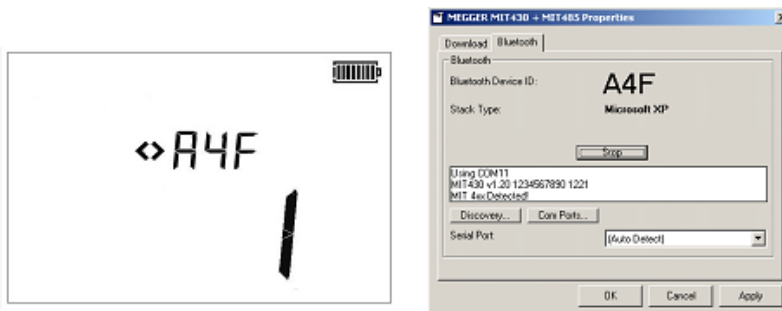 <> A4F
1
MEGGER MIT430 + MIT485 Properties
Download Bluetooth
Bluetooth
Bluetooth Device ID: A4F
Stack Type: Microsoft XP
Stop
Using COM11
MIT430 v1.20 1234567890 1221
MIT 4xx Detected!
Discovery... Com Ports...
Serial Port (Auto Detect)
OK Cancel Apply